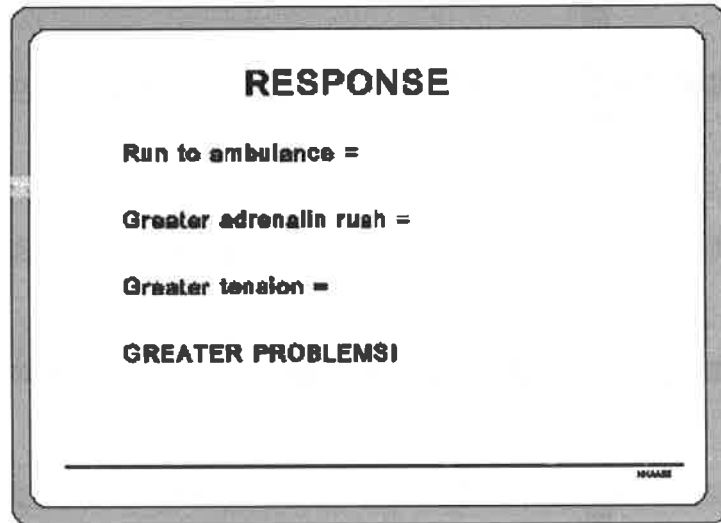 RESPONSE
Run to ambulance =
Greater adrenalin rush =
Greater tension =
GREATER PROBLEMS!